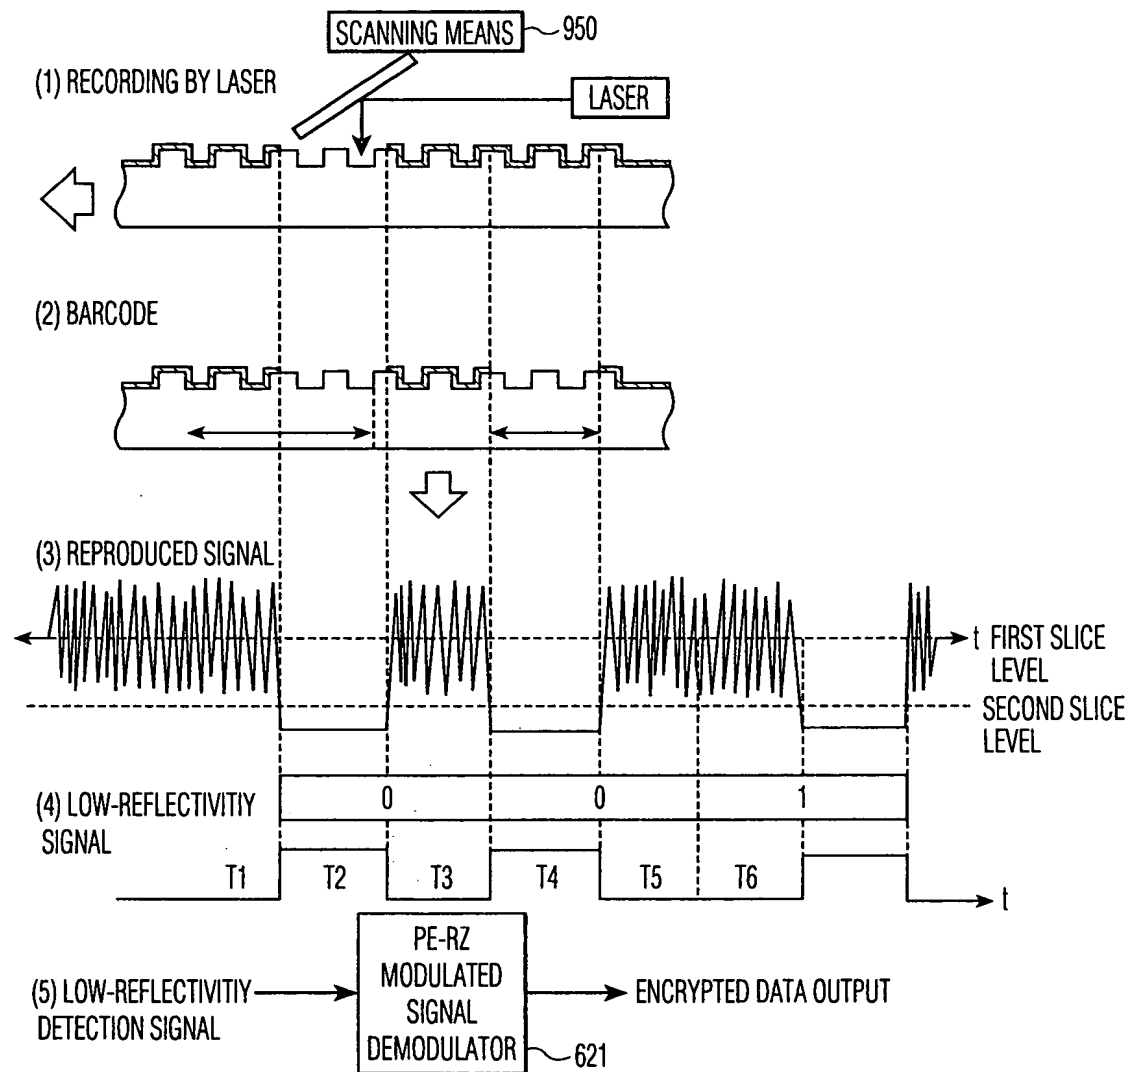 SCANNING MEANS
950
(1) RECORDING BY LASER
LASER
(2) BARCODE
(3) REPRODUCED SIGNAL
t FIRST SLICE
LEVEL
SECOND SLICE
LEVEL
(4) LOW-REFLECTIVITIY
SIGNAL
0 0 1
T1 T2 T3 T4 T5 T6
t
PE-RZ
MODULATED
SIGNAL
DEMODULATOR
(5) LOW-REFLECTIVITIY
DETECTION SIGNAL
ENCRYPTED DATA OUTPUT
621